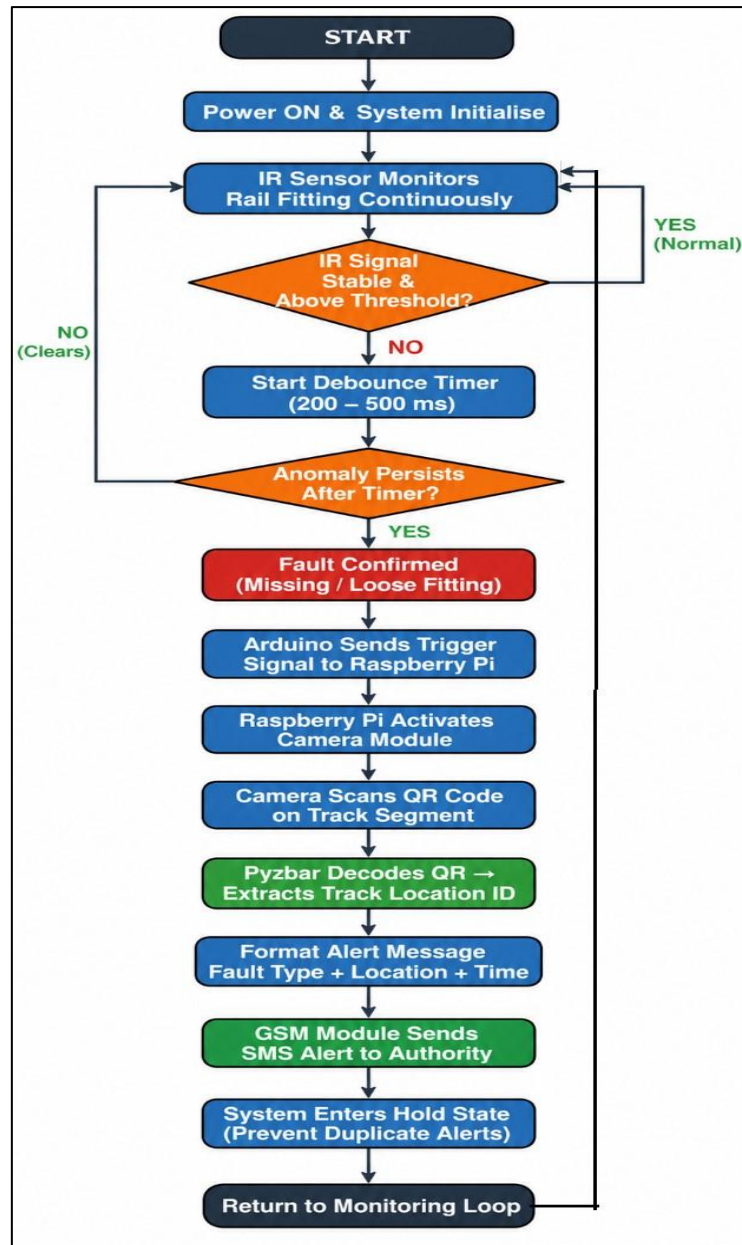 START
Power ON & System Initialise
IR Sensor Monitors
Rail Fitting Continuously
YES
(Normal)
IR Signal
Stable &
Above Threshold?
NO
(Clears)
NO
Start Debounce Timer
(200 – 500 ms)
Anomaly Persists
After Timer?
YES
Fault Confirmed
(Missing / Loose Fitting)
Arduino Sends Trigger
Signal to Raspberry Pi
Raspberry Pi Activates
Camera Module
Camera Scans QR Code
on Track Segment
Pyzbar Decodes QR →
Extracts Track Location ID
Format Alert Message
Fault Type + Location + Time
GSM Module Sends
SMS Alert to Authority
System Enters Hold State
(Prevent Duplicate Alerts)
Return to Monitoring Loop